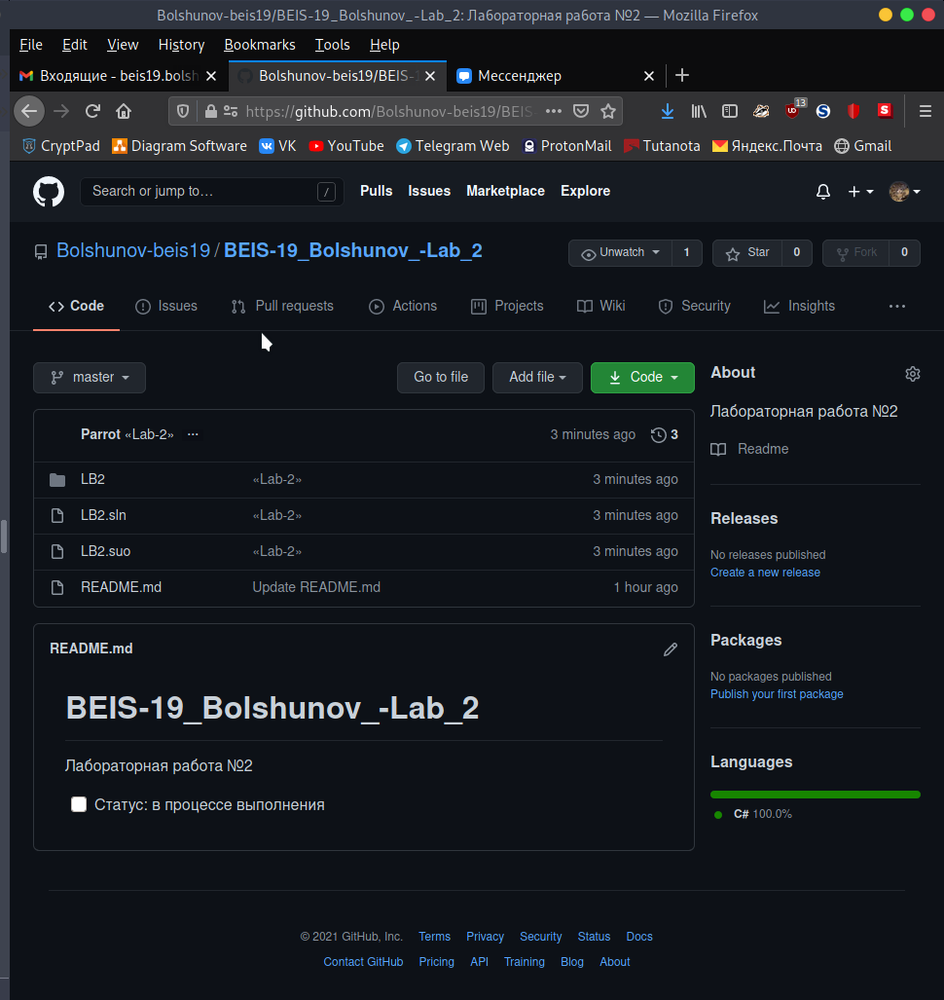 Bolshunov-beis19/BEIS-19_Bolshunov_-Lab_2: Лабораторная работа №2 — Mozilla Firefox
File Edit View History Bookmarks Tools Help
Входящие - beis19.bolsh Bolshunov-beis19/BEIS-1 Мессенджер
https://github.com/Bolshunov-beis19/BEIS 13
CryptPad Diagram Software VK YouTube Telegram Web ProtonMail Tutanota Яндекс.Почта Gmail
Search or jump to… / Pulls Issues Marketplace Explore
Bolshunov-beis19 / BEIS-19_Bolshunov_-Lab_2 Unwatch 1 Star 0 Fork 0
Code Issues Pull requests Actions Projects Wiki Security Insights ...
master Go to file Add file Code
About
Лабораторная работа №2
Readme
Parrot «Lab-2» ... 3 minutes ago 3
LB2 «Lab-2» 3 minutes ago
LB2.sln «Lab-2» 3 minutes ago
LB2.suo «Lab-2» 3 minutes ago
README.md Update README.md 1 hour ago
Releases
No releases published
Create a new release
README.md
BEIS-19_Bolshunov_-Lab_2
Лабораторная работа №2
Статус: в процессе выполнения
Packages
No packages published
Publish your first package
Languages
C# 100.0%
© 2021 GitHub, Inc. Terms Privacy Security Status Docs
Contact GitHub Pricing API Training Blog About